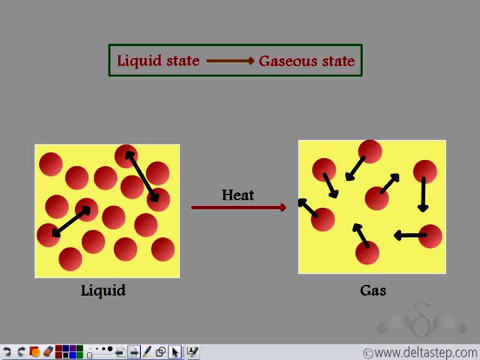 Liquid state → Gaseous state
Heat
Liquid
Gas
©www.deltastep.com